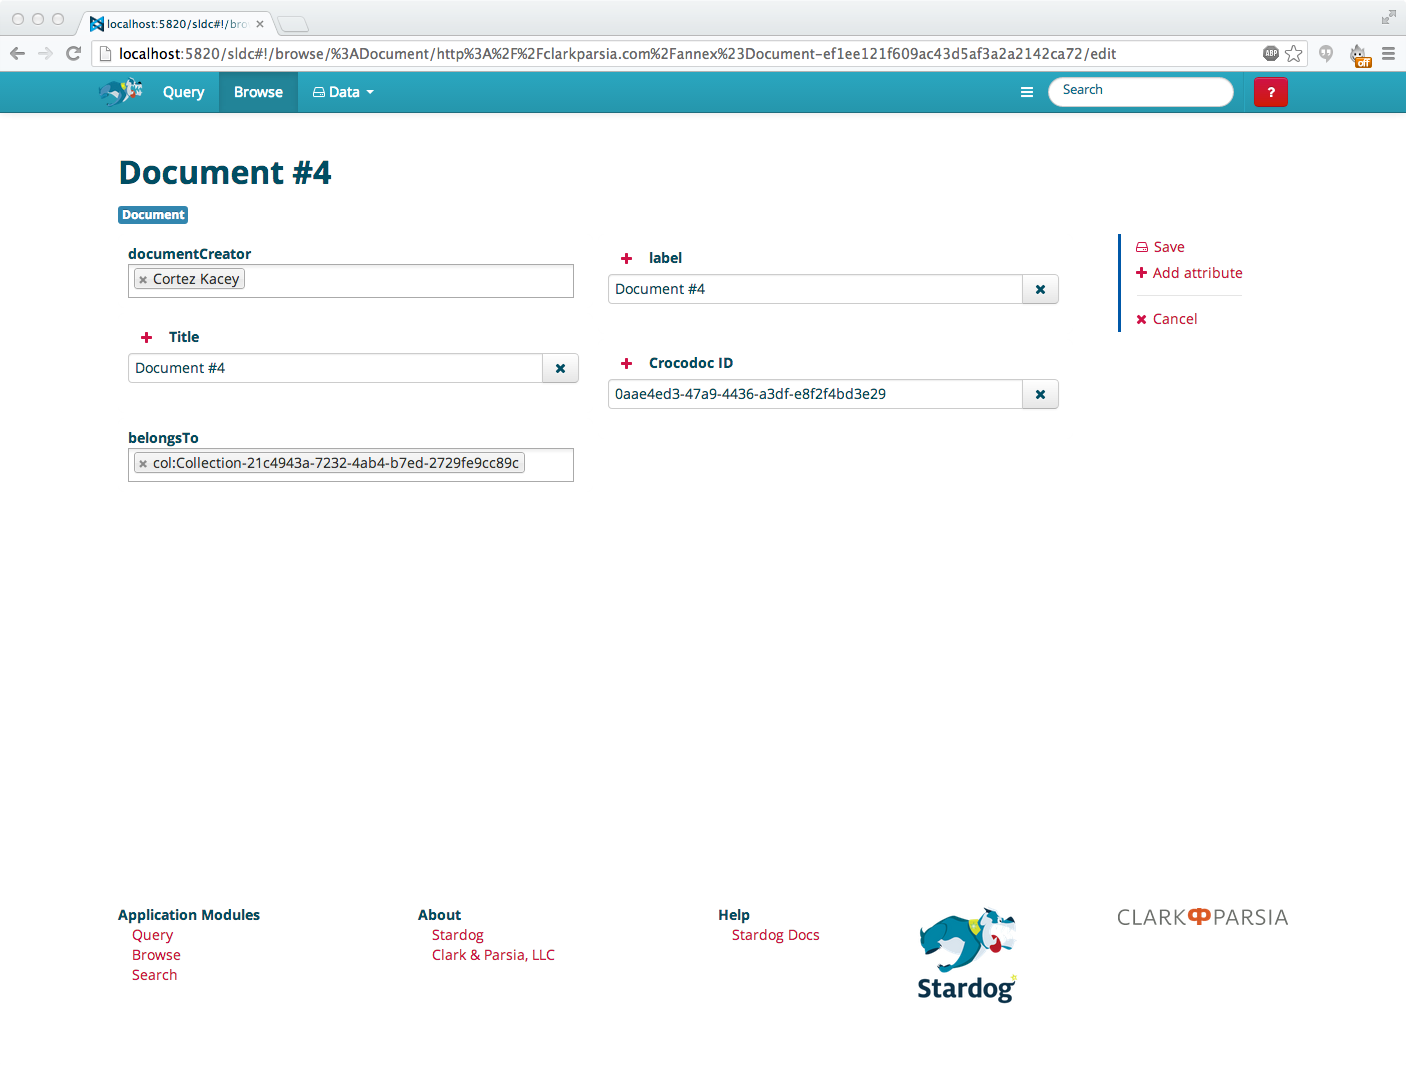 localhost:5820/sldc#!/bro
localhost:5820/sldc#!/browse/%3ADocument/http%3A%2F%2Fclarkparsia.com%2Fannex%23Document-ef1ee121f609ac43d5af3a2a2142ca72/edit
ABP
off
Query
Browse
Data
Search
?
Document #4
Document
documentCreator
Cortez Kacey
label
Document #4
Title
Document #4
Crocodoc ID
0aae4ed3-47a9-4436-a3df-e8f2f4bd3e29
belongsTo
col:Collection-21c4943a-7232-4ab4-b7ed-2729fe9cc89c
Save
Add attribute
Cancel
Application Modules
Query
Browse
Search
About
Stardog
Clark & Parsia, LLC
Help
Stardog Docs
Stardog
CLARK PARSIA